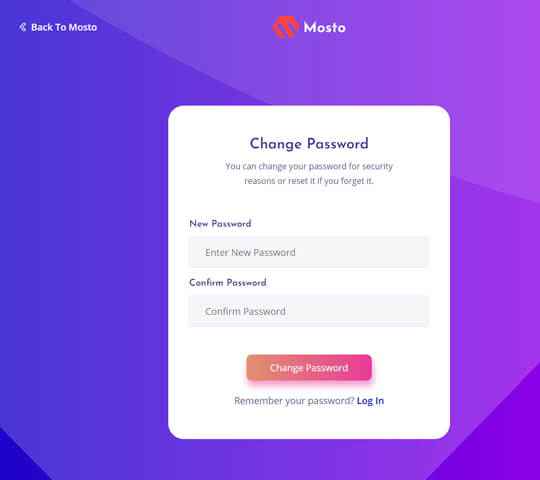 Back To Mosto
Mosto
Change Password
You can change your password for security
reasons or reset it if you forget it.
New Password
Enter New Password
Confirm Password
Confirm Password
Change Password
Remember your password? Log In